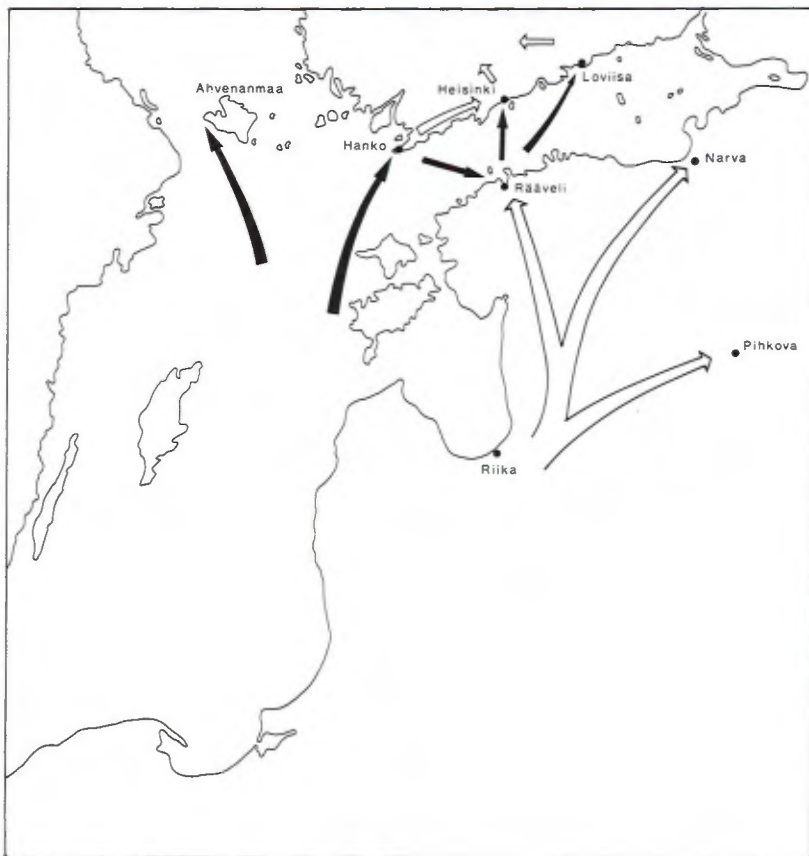 Ahvenanmaa
Helsinki
Loviisa
Hanko
Narva
Rääveli
Pihkova
Riika